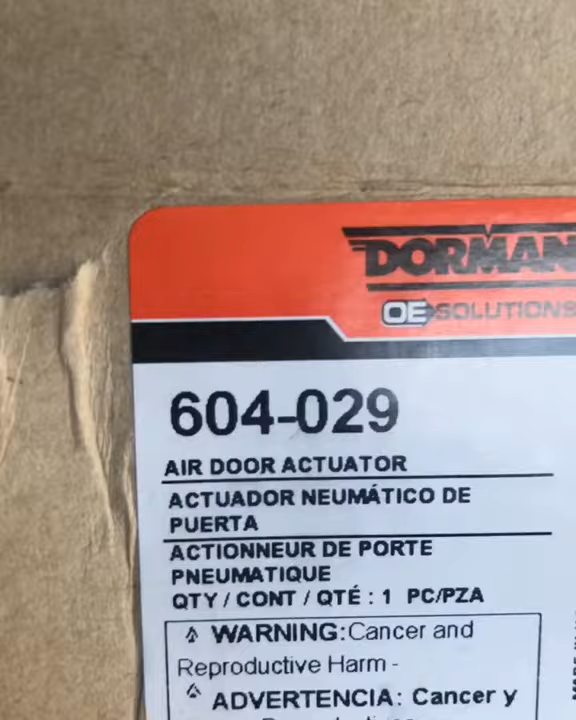 DORMAN
OE SOLUTIONS
604-029
AIR DOOR ACTUATOR
ACTUADOR NEUMÁTICO DE
PUERTA
ACTIONNEUR DE PORTE
PNEUMATIQUE
QTY / CONT / QTÉ : 1 PC/PZA
WARNING:Cancer and
Reproductive Harm -
ADVERTENCIA: Cancer y